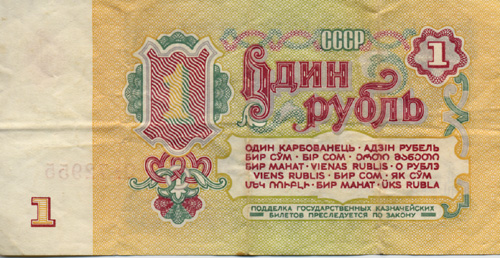 СССР
1
1
Один
рубль
ОДИН КАРБОВАНЕЦЬ · АДЗІН РУБЕЛЬ
БИР СЎМ · БІР СОМ · ᲔᲠᲗᲘ ᲛᲐᲜᲔᲗᲘ
БИР МАНАТ · VIENAS RUBLIS · О РУБЛЭ
VIENS RUBLIS · БИР СОМ · ЯК СЎМ
ՄԵԿ ՌՈՒԲԼԻ · БИР МАНАТ · ÜKS RUBLA
1
ПОДДЕЛКА ГОСУДАРСТВЕННЫХ КАЗНАЧЕЙСКИХ
БИЛЕТОВ ПРЕСЛЕДУЕТСЯ ПО ЗАКОНУ